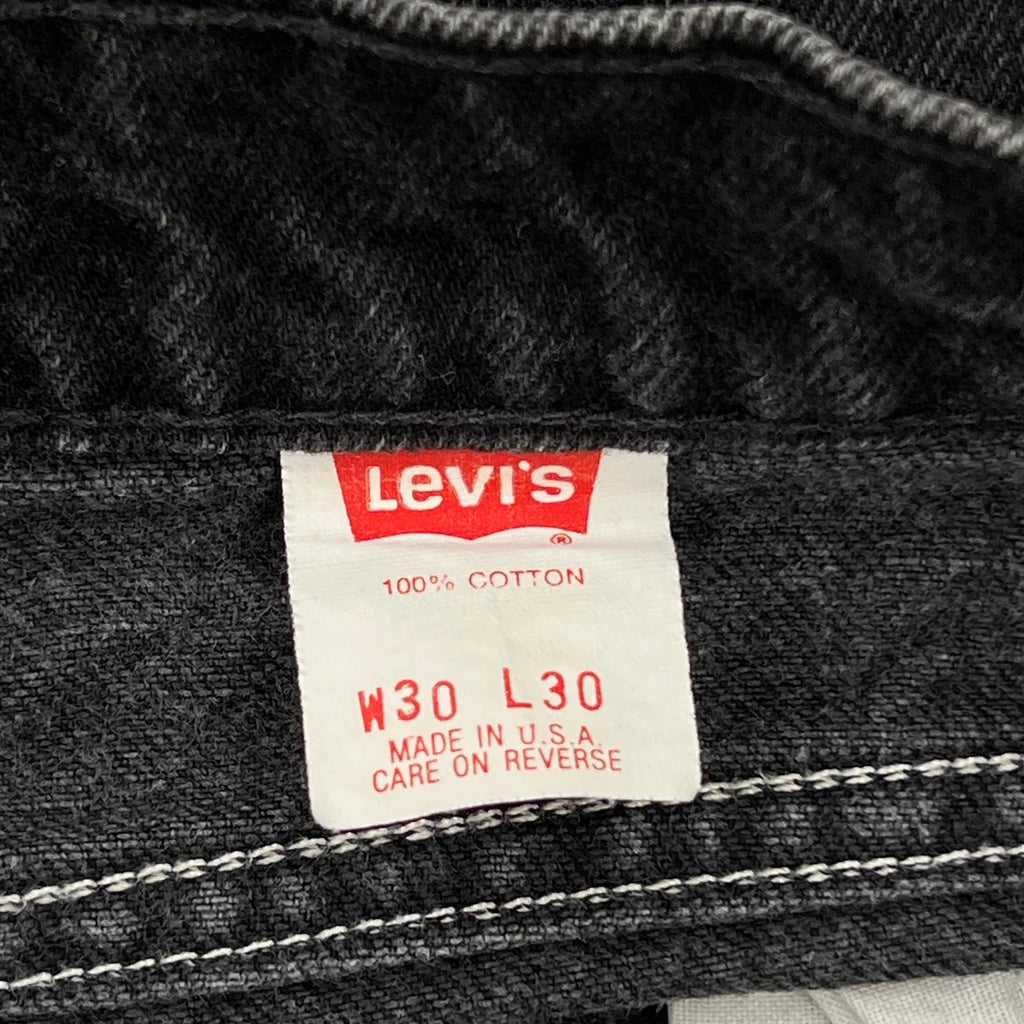 Levi's
®
100% COTTON
W30 L30
MADE IN U.S.A.
CARE ON REVERSE